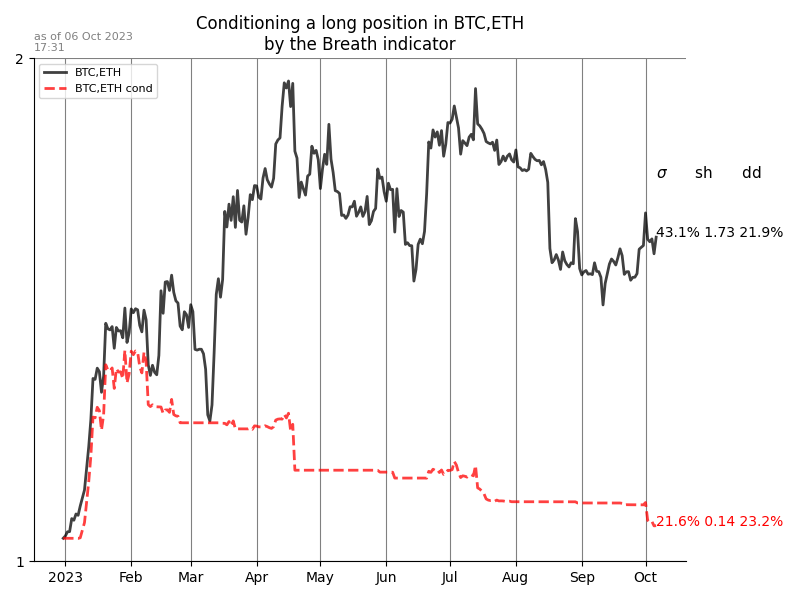 Conditioning a long position in BTC,ETH
by the Breath indicator
as of 06 Oct 2023
17:31
2
BTC,ETH
BTC,ETH cond
σ sh dd
43.1% 1.73 21.9%
21.6% 0.14 23.2%
1
2023 Feb Mar Apr May Jun Jul Aug Sep Oct